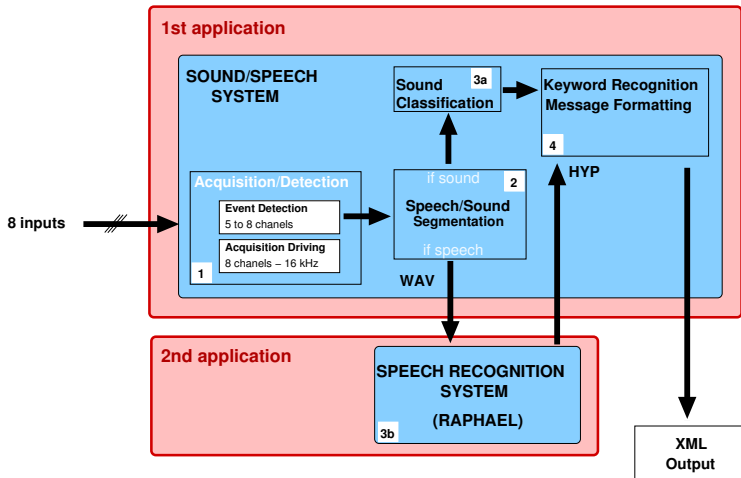 1st application
SOUND/SPEECH
SYSTEM
Sound
Classification
3a
Keyword Recognition
Message Formatting
4
HYP
Acquisition/Detection
Event Detection
5 to 8 chanels
Acquisition Driving
8 chanels – 16 kHz
1
if sound
2
Speech/Sound
Segmentation
if speech
8 inputs
WAV
2nd application
SPEECH RECOGNITION
SYSTEM
(RAPHAEL)
3b
XML
Output